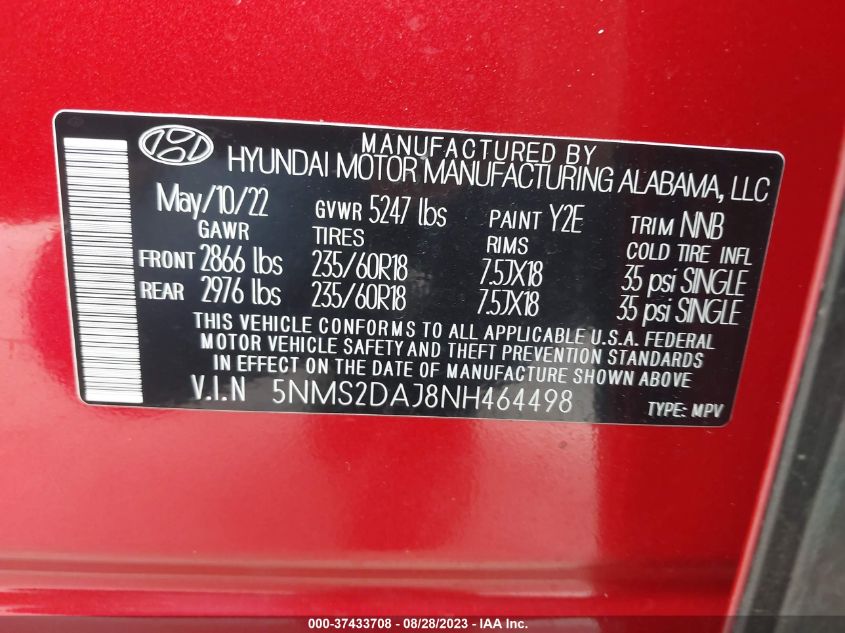 MANUFACTURED BY
HYUNDAI MOTOR MANUFACTURING ALABAMA, LLC
May/10/22 GVWR 5247 lbs PAINT Y2E TRIM NNB
GAWR TIRES RIMS COLD TIRE INFL
FRONT 2866 lbs 235/60R18 7.5JX18 35 psi SINGLE
REAR 2976 lbs 235/60R18 7.5JX18 35 psi SINGLE
THIS VEHICLE CONFORMS TO ALL APPLICABLE U.S.A. FEDERAL
MOTOR VEHICLE SAFETY AND THEFT PREVENTION STANDARDS
IN EFFECT ON THE DATE OF MANUFACTURE SHOWN ABOVE
V.I.N 5NMS2DAJ8NH464498 TYPE: MPV
000-37433708 - 08/28/2023 - IAA Inc.